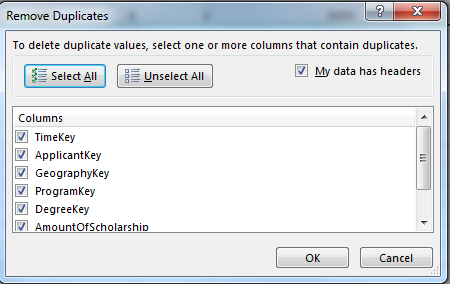 Remove Duplicates
?
To delete duplicate values, select one or more columns that contain duplicates.
Select All
Unselect All
My data has headers
Columns
TimeKey
ApplicantKey
GeographyKey
ProgramKey
DegreeKey
AmountOfScholarship
OK
Cancel